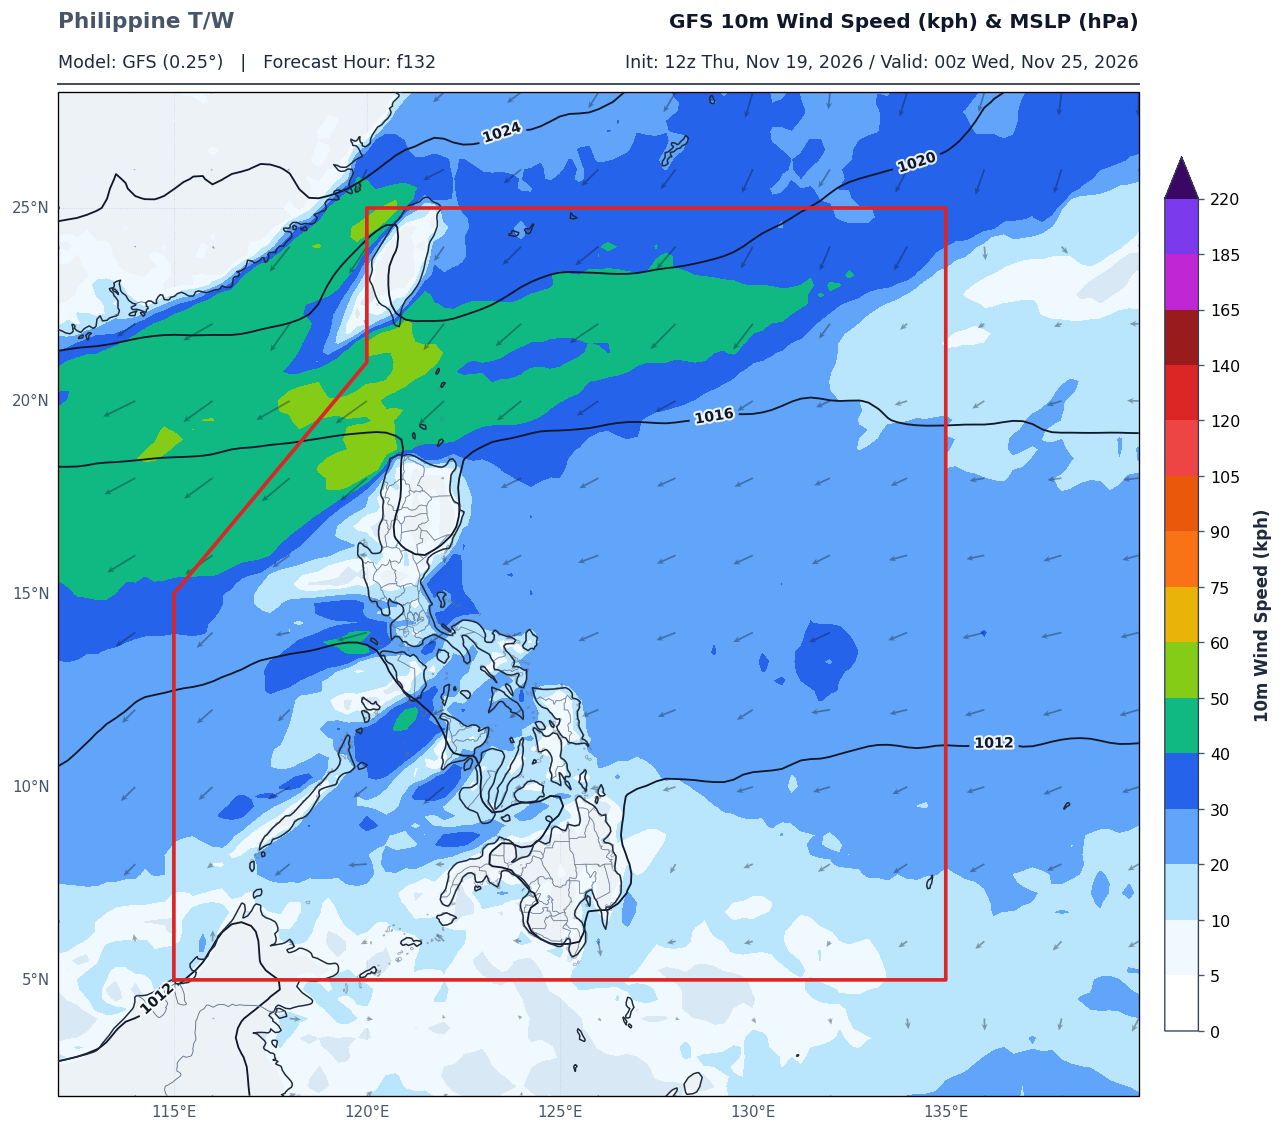 Philippine T/W
GFS 10m Wind Speed (kph) & MSLP (hPa)
Model: GFS (0.25°) | Forecast Hour: f132
Init: 12z Thu, Nov 19, 2026 / Valid: 00z Wed, Nov 25, 2026
1024
1020
1016
1012
1012
25°N
20°N
15°N
10°N
5°N
115°E
120°E
125°E
130°E
135°E
220
185
165
140
120
105
90
75
60
50
40
30
20
10
5
0
10m Wind Speed (kph)